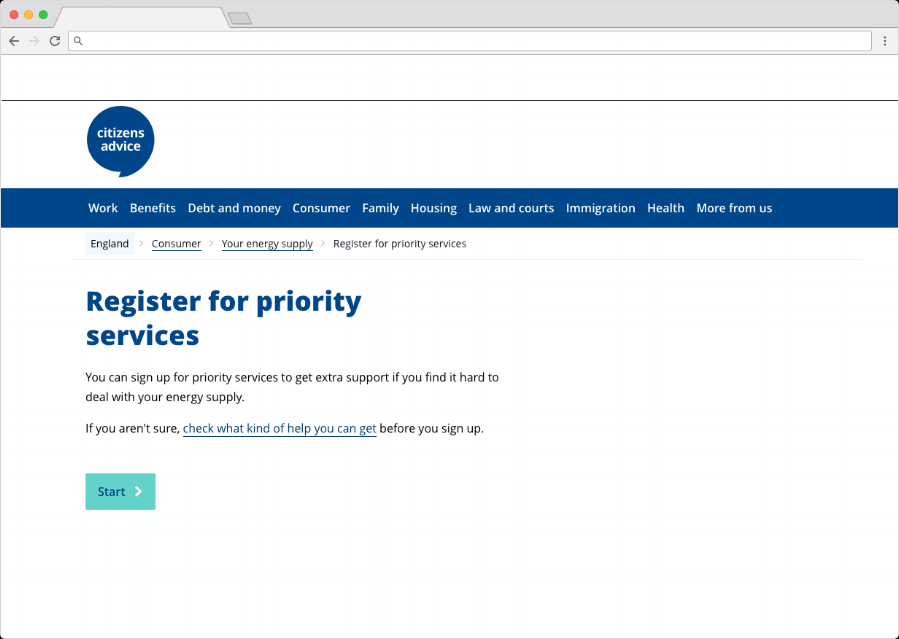 citizens
advice
Work Benefits Debt and money Consumer Family Housing Law and courts Immigration Health More from us
England Consumer Your energy supply Register for priority services
Register for priority
services
You can sign up for priority services to get extra support if you find it hard to
deal with your energy supply.
If you aren't sure, check what kind of help you can get before you sign up.
Start